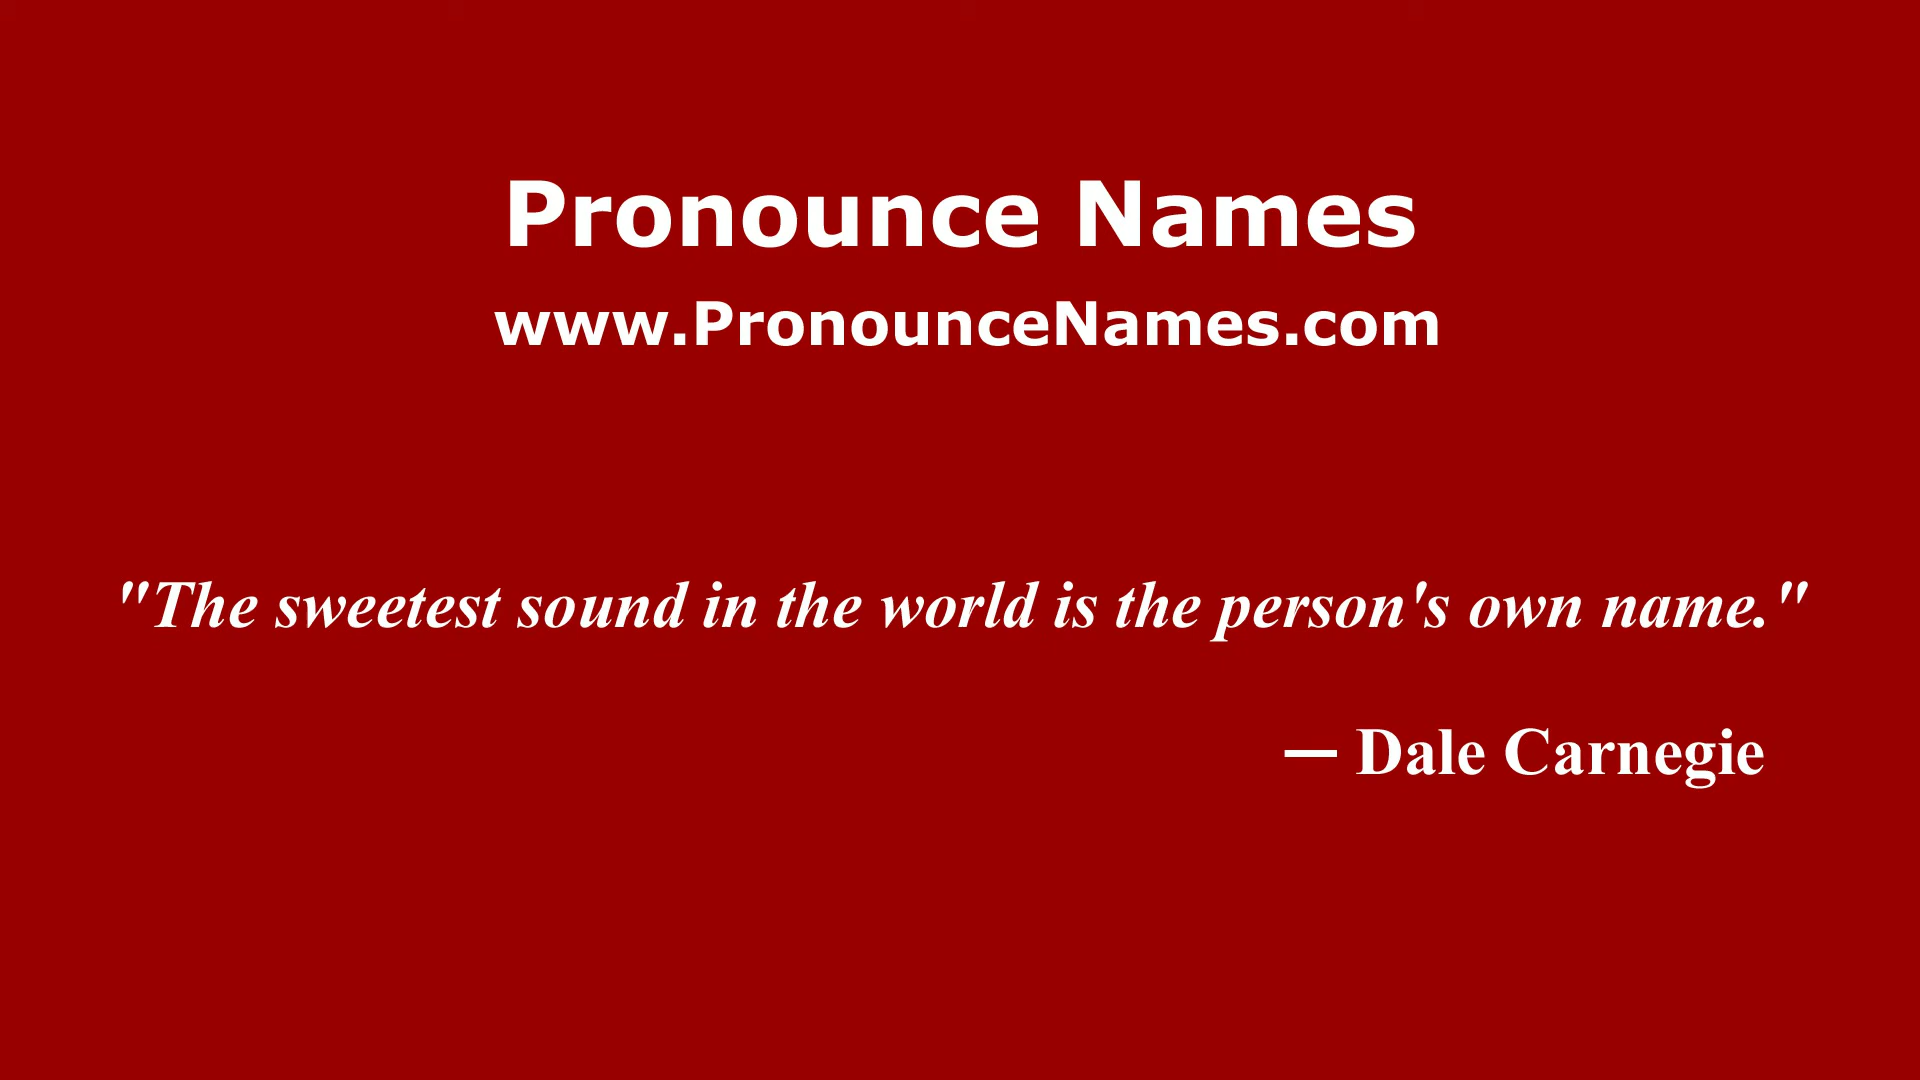 Pronounce Names
www.PronounceNames.com
"The sweetest sound in the world is the person's own name."
— Dale Carnegie